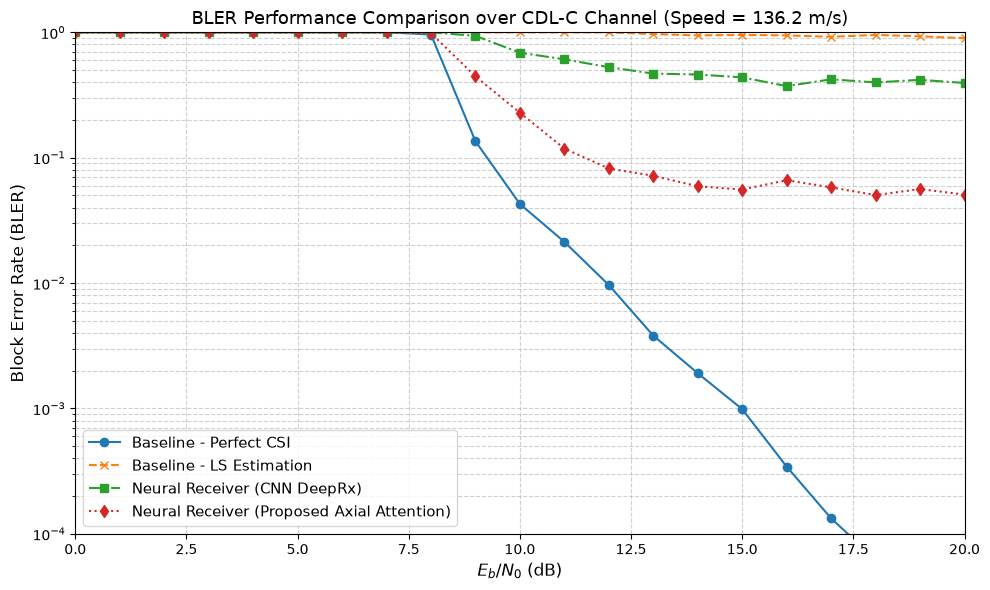 BLER Performance Comparison over CDL-C Channel (Speed = 136.2 m/s)
Block Error Rate (BLER)
10⁰
10⁻¹
10⁻²
10⁻³
10⁻⁴
Baseline - Perfect CSI
Baseline - LS Estimation
Neural Receiver (CNN DeepRx)
Neural Receiver (Proposed Axial Attention)
0.0 2.5 5.0 7.5 10.0 12.5 15.0 17.5 20.0
E_b/N_0 (dB)